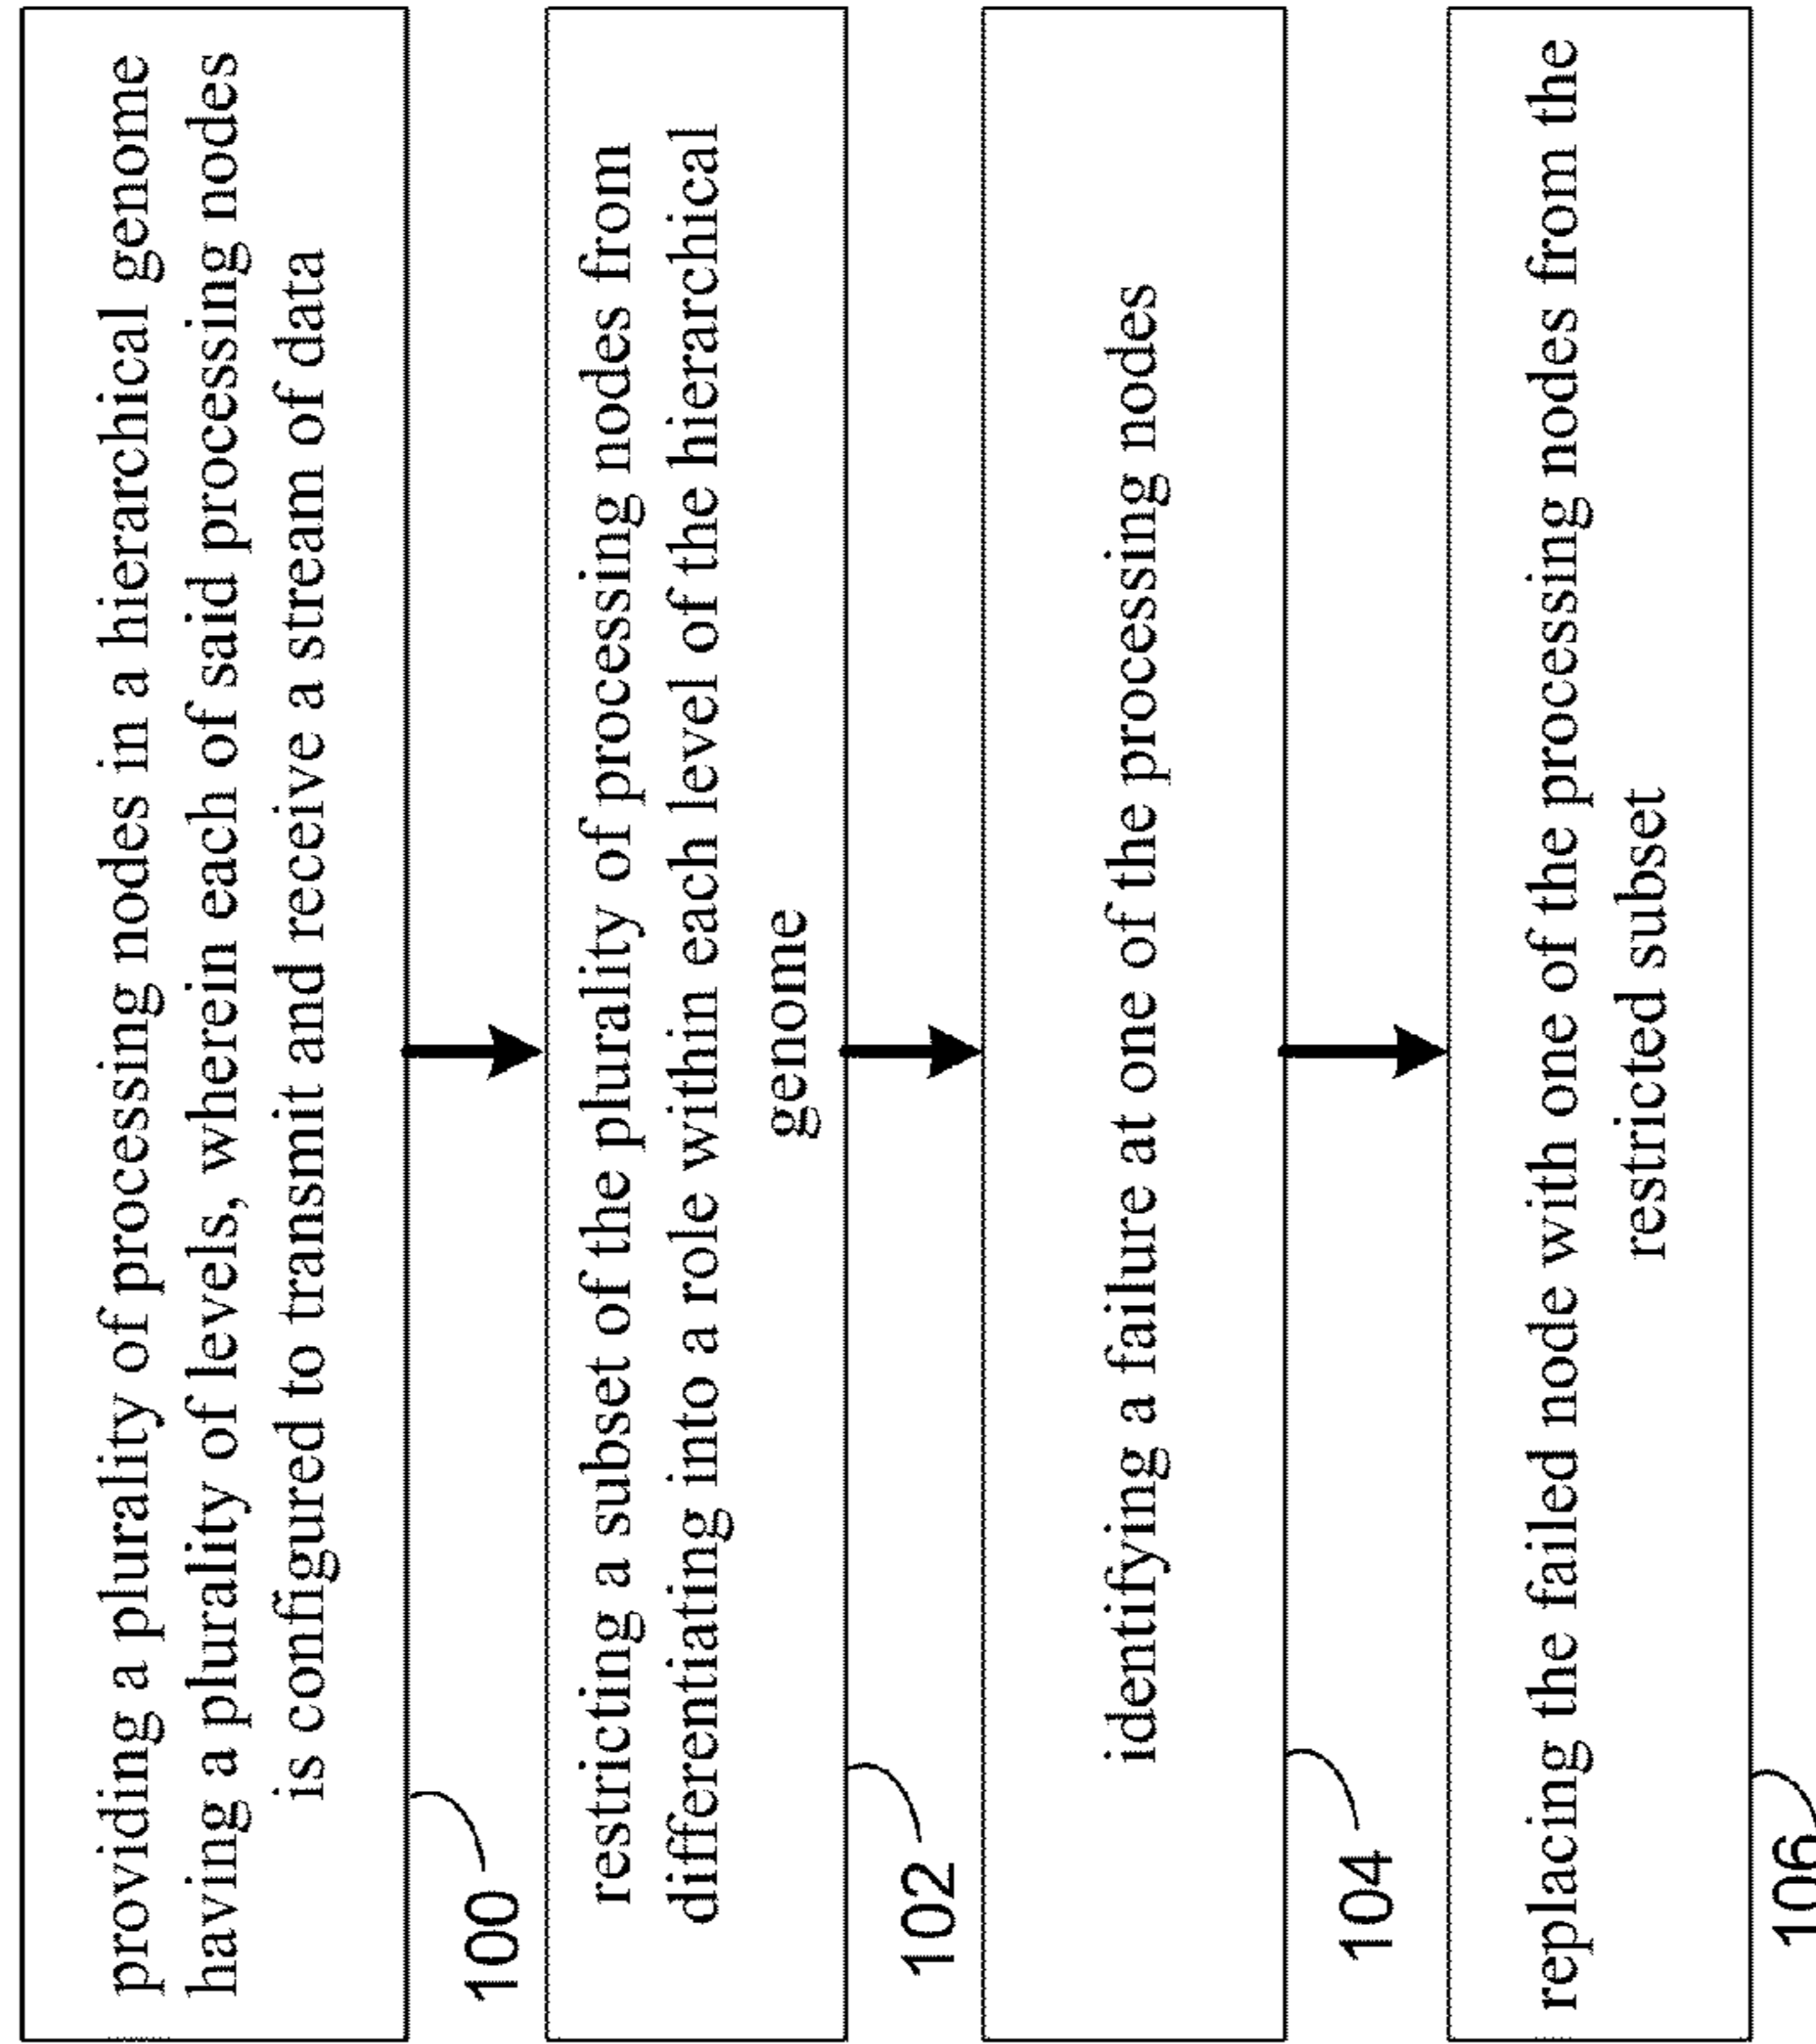 providing a plurality of processing nodes in a hierarchical genome
having a plurality of levels, wherein each of said processing nodes
is configured to transmit and receive a stream of data
100
restricting a subset of the plurality of processing nodes from
differentiating into a role within each level of the hierarchical
genome
102
identifying a failure at one of the processing nodes
104
replacing the failed node with one of the processing nodes from the
restricted subset
106